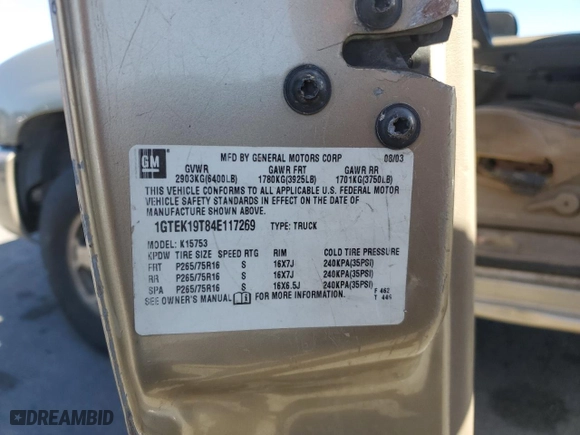 GM
MFD BY GENERAL MOTORS CORP 08/03
GVWR GAWR FRT GAWR RR
2903KG(6400LB) 1780KG(3925LB) 1701KG(3750LB)
THIS VEHICLE CONFORMS TO ALL APPLICABLE U.S. FEDERAL MOTOR
VEHICLE SAFETY STANDARDS IN EFFECT ON THE DATE OF
MANUFACTURE SHOWN ABOVE.
1GTEK19T84E117269 TYPE: TRUCK
MODEL: K15753
KPDW TIRE SIZE SPEED RTG RIM COLD TIRE PRESSURE
FRT P265/75R16 S 16X7J 240KPA(35PSI)
RR P265/75R16 S 16X7J 240KPA(35PSI)
SPA P265/75R16 S 16X6.5J 240KPA(35PSI)
SEE OWNER'S MANUAL FOR MORE INFORMATION.
F 462
T 446
DREAMBID